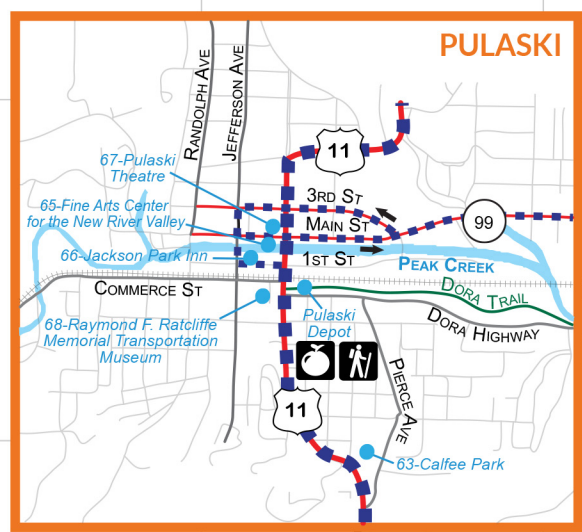 PULASKI
RANDOLPH AVE
JEFFERSON AVE
11
67-Pulaski
Theatre
3RD ST
65-Fine Arts Center
for the New River Valley
MAIN ST
99
66-Jackson Park Inn
1ST ST
PEAK CREEK
COMMERCE ST
DORA TRAIL
DORA HIGHWAY
68-Raymond F. Ratcliffe
Memorial Transportation
Museum
Pulaski
Depot
PIERCE AVE
11
63-Calfee Park